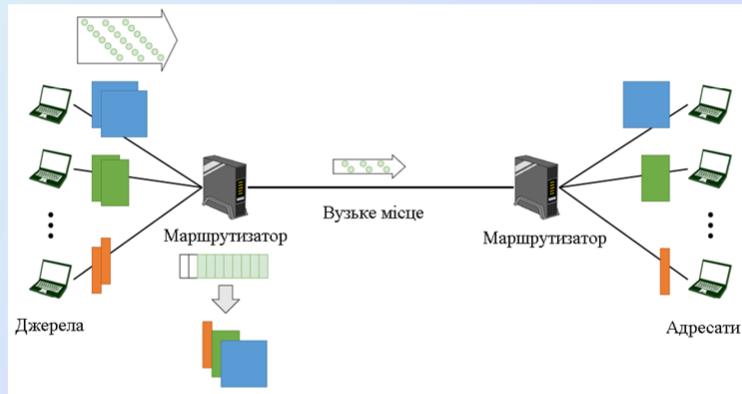 Вузьке місце
Маршрутизатор
Маршрутизатор
Джерела
Адресати